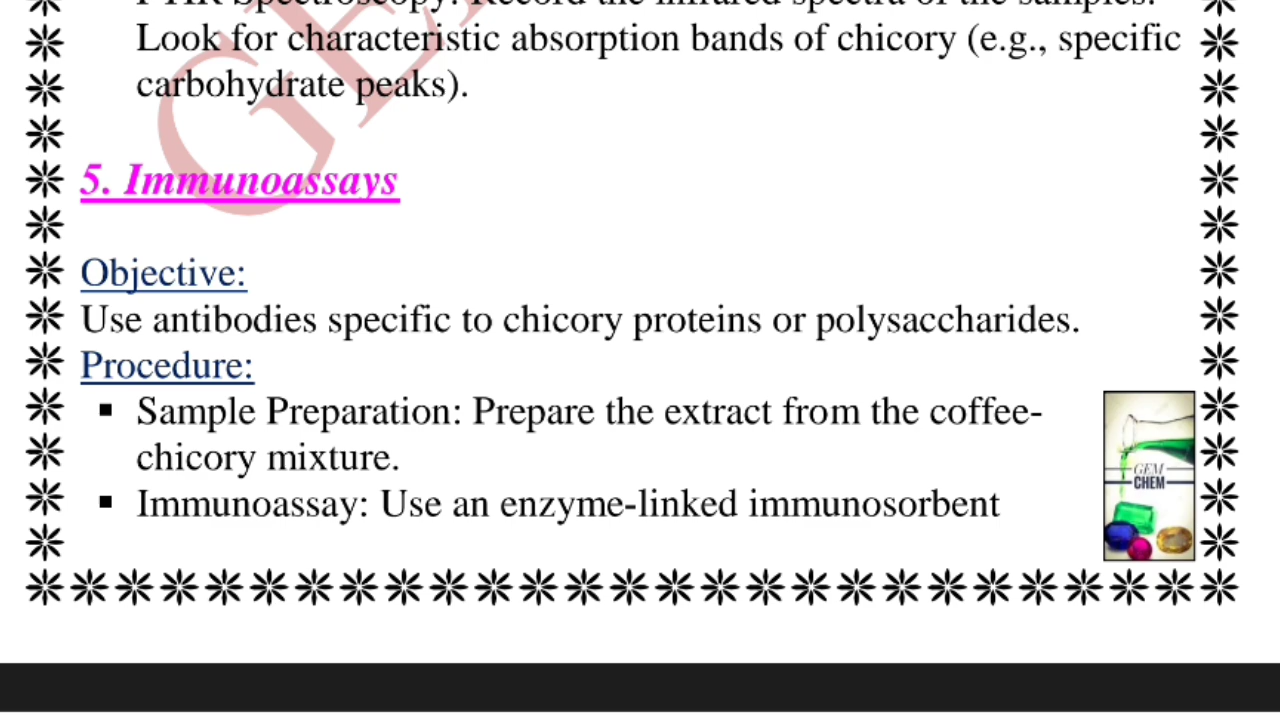 Look for characteristic absorption bands of chicory (e.g., specific
carbohydrate peaks).
5. Immunoassays
Objective:
Use antibodies specific to chicory proteins or polysaccharides.
Procedure:
▪ Sample Preparation: Prepare the extract from the coffee-
chicory mixture.
▪ Immunoassay: Use an enzyme-linked immunosorbent
GEM
CHEM